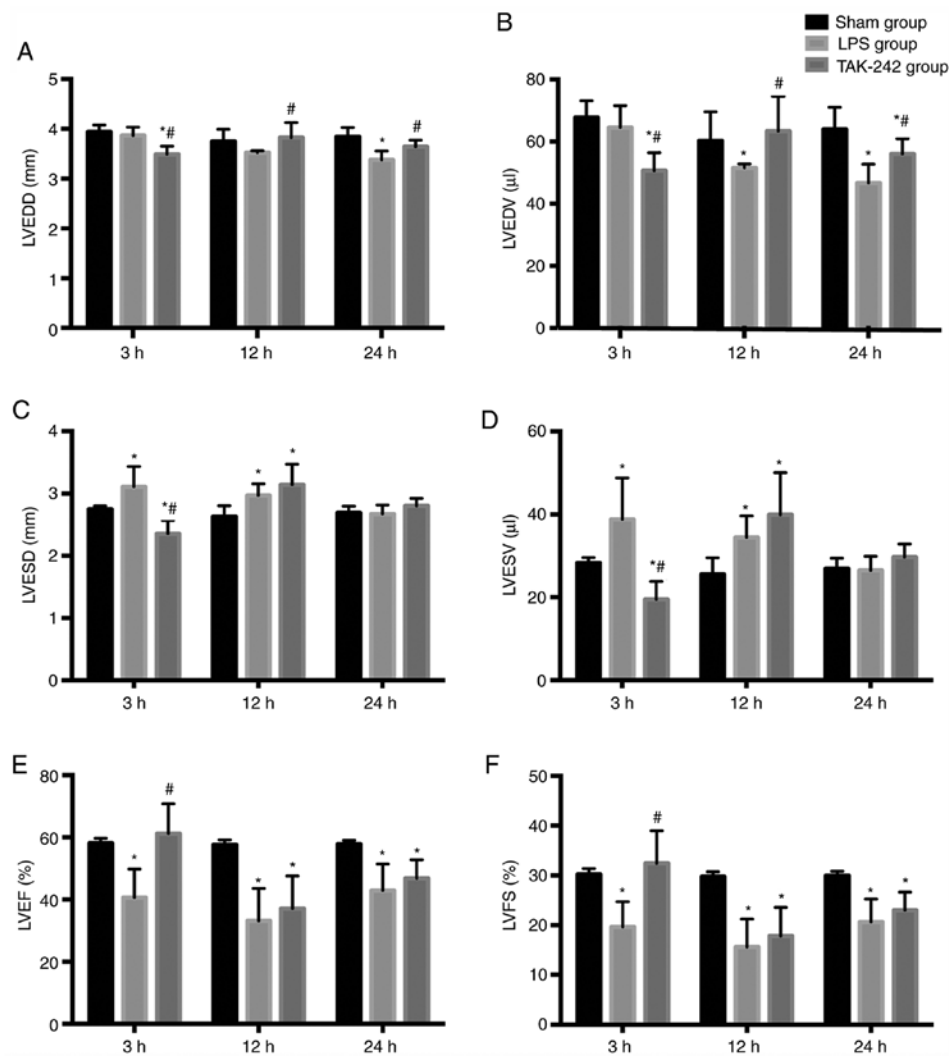 A
B
Sham group
LPS group
TAK-242 group
LVEDD (mm)
5
4
3
2
1
0
*#
#
*
#
3 h
12 h
24 h
LVEDV (µl)
80
60
40
20
0
*#
*
#
*
*#
3 h
12 h
24 h
C
D
LVESD (mm)
4
3
2
1
0
*
*#
*
*
3 h
12 h
24 h
LVESV (µl)
60
40
20
0
*
*#
*
*
3 h
12 h
24 h
E
F
LVEF (%)
80
60
40
20
0
*
#
*
*
*
*
3 h
12 h
24 h
LVFS (%)
50
40
30
20
10
0
*
#
*
*
*
*
3 h
12 h
24 h